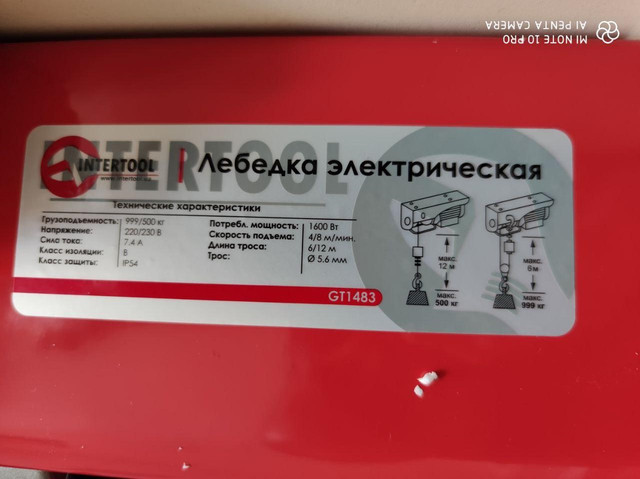 MI NOTE 10 PRO
AI PENTA CAMERA
INTERTOOL
INTERTOOL
Лебедка электрическая
Технические характеристики
Грузоподъемность: 999/500 кг
Напряжение: 220/230 В
Сила тока: 7.4 А
Класс изоляции: В
Класс защиты: IP54
Потребл. мощность: 1600 Вт
Скорость подъема: 4/8 м/мин.
Длина троса: 6/12 м
Трос: Ø 5.6 мм
макс.
12 м
макс.
500 кг
макс.
6м
макс.
999 кг
GT1483